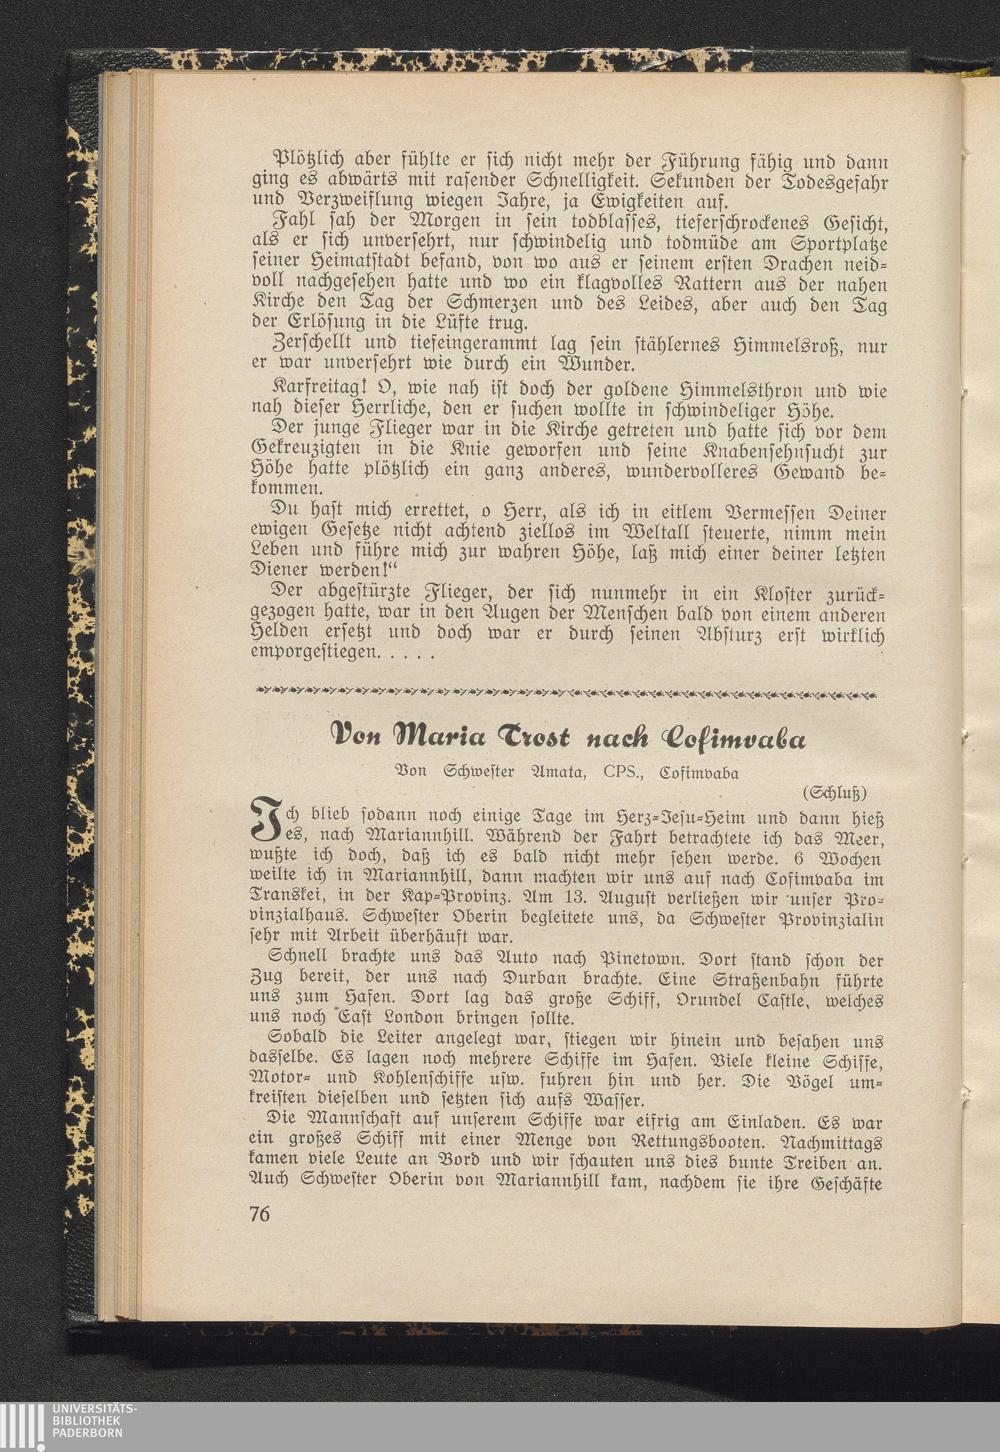 Plötzlich aber fühlte er sich nicht mehr der Führung fähig und dann
ging es abwärts mit rasender Schnelligkeit. Sekunden der Todesgefahr
und Verzweiflung wiegen Jahre, ja Ewigkeiten auf.
Fahl sah der Morgen in sein todblasses, tieferschrockenes Gesicht,
als er sich unversehrt, nur schwindelig und todmüde am Sportplatze
seiner Heimatstadt befand, von wo aus er seinem ersten Drachen neid-
voll nachgesehen hatte und wo ein klagvolles Rattern aus der nahen
Kirche den Tag der Schmerzen und des Leides, aber auch den Tag
der Erlösung in die Lüfte trug.
Zerschellt und tiefeingerammt lag sein stählernes Himmelsroß, nur
er war unversehrt wie durch ein Wunder.
Karfreitag! O, wie nah ist doch der goldene Himmelsthron und wie
nah dieser Herrliche, den er suchen wollte in schwindeliger Höhe.
Der junge Flieger war in die Kirche getreten und hatte sich vor dem
Gekreuzigten in die Knie geworfen und seine Knabensehnsucht zur
Höhe hatte plötzlich ein ganz anderes, wundervolleres Gewand be-
kommen.
Du hast mich errettet, o Herr, als ich in eitlem Vermessen Deiner
ewigen Gesetze nicht achtend ziellos im Weltall steuerte, nimm mein
Leben und führe mich zur wahren Höhe, laß mich einer deiner letzten
Diener werden!“
Der abgestürzte Flieger, der sich nunmehr in ein Kloster zurück-
gezogen hatte, war in den Augen der Menschen bald von einem anderen
Helden ersetzt und doch war er durch seinen Absturz erst wirklich
emporgestiegen. . . . .
Von Maria Trost nach Cofimvaba
Von Schwester Amata, CPS., Cofimvaba
(Schluß)
Ich blieb sodann noch einige Tage im Herz-Jesu-Heim und dann hieß
es, nach Mariannhill. Während der Fahrt betrachtete ich das Meer,
wußte ich doch, daß ich es bald nicht mehr sehen werde. 6 Wochen
weilte ich in Mariannhill, dann machten wir uns auf nach Cofimvaba im
Transkei, in der Kap-Provinz. Am 13. August verließen wir unser Pro-
vinzialhaus. Schwester Oberin begleitete uns, da Schwester Provinzialin
sehr mit Arbeit überhäuft war.
Schnell brachte uns das Auto nach Pinetown. Dort stand schon der
Zug bereit, der uns nach Durban brachte. Eine Straßenbahn führte
uns zum Hafen. Dort lag das große Schiff, Orundel Castle, welches
uns noch East London bringen sollte.
Sobald die Leiter angelegt war, stiegen wir hinein und besahen uns
dasselbe. Es lagen noch mehrere Schiffe im Hafen. Viele kleine Schiffe,
Motor- und Kohlenschiffe usw. fuhren hin und her. Die Vögel um-
kreisten dieselben und setzten sich aufs Wasser.
Die Mannschaft auf unserem Schiffe war eifrig am Einladen. Es war
ein großes Schiff mit einer Menge von Rettungsbooten. Nachmittags
kamen viele Leute an Bord und wir schauten uns dies bunte Treiben an.
Auch Schwester Oberin von Mariannhill kam, nachdem sie ihre Geschäfte
76
UNIVERSITÄTS-
BIBLIOTHEK
PADERBORN